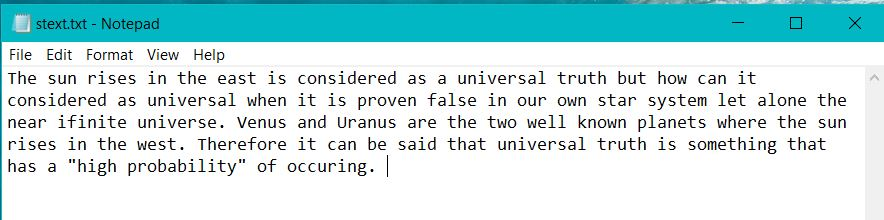 stext.txt - Notepad
File Edit Format View Help
The sun rises in the east is considered as a universal truth but how can it
considered as universal when it is proven false in our own star system let alone the
near ifinite universe. Venus and Uranus are the two well known planets where the sun
rises in the west. Therefore it can be said that universal truth is something that
has a "high probability" of occuring.